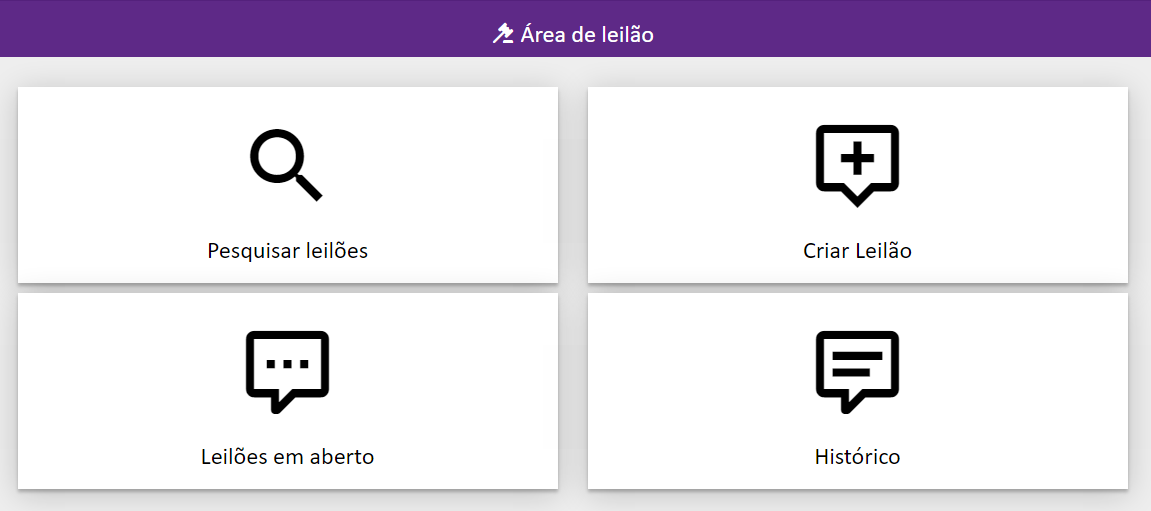 Área de leilão
Pesquisar leilões
Criar Leilão
Leilões em aberto
Histórico